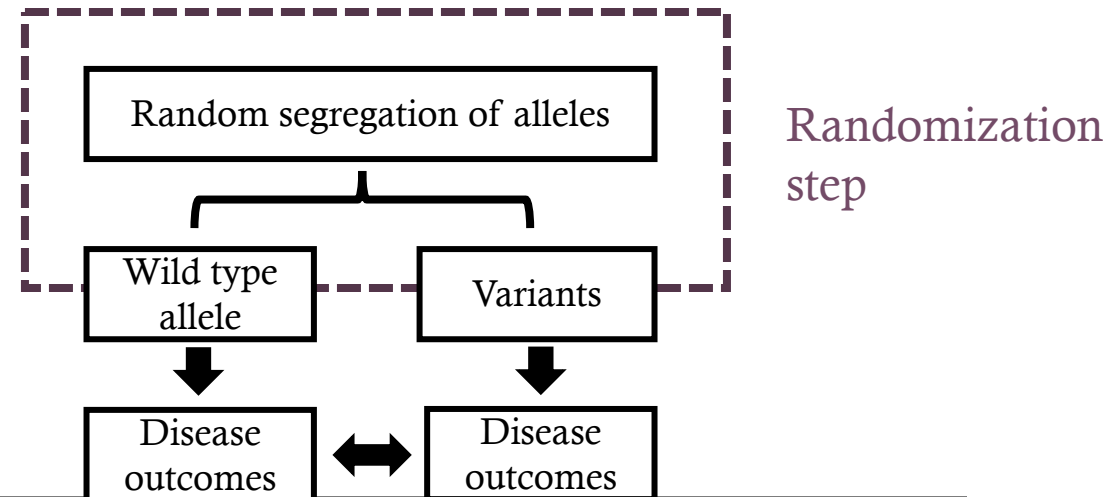 Random segregation of alleles
Randomization
step
Wild type
allele
Variants
Disease
outcomes
Disease
outcomes